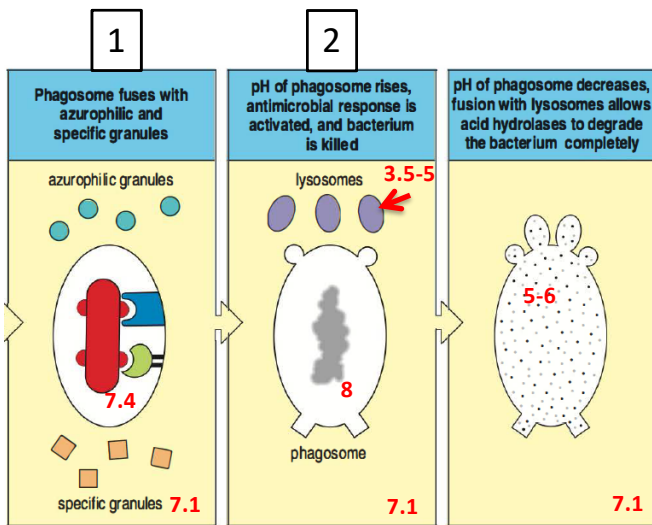 1
Phagosome fuses with
azurophilic and
specific granules
azurophilic granules
7.4
specific granules 7.1
2
pH of phagosome rises,
antimicrobial response is
activated, and bacterium
is killed
lysosomes 3.5-5
8
phagosome
7.1
pH of phagosome decreases,
fusion with lysosomes allows
acid hydrolases to degrade
the bacterium completely
5-6
7.1